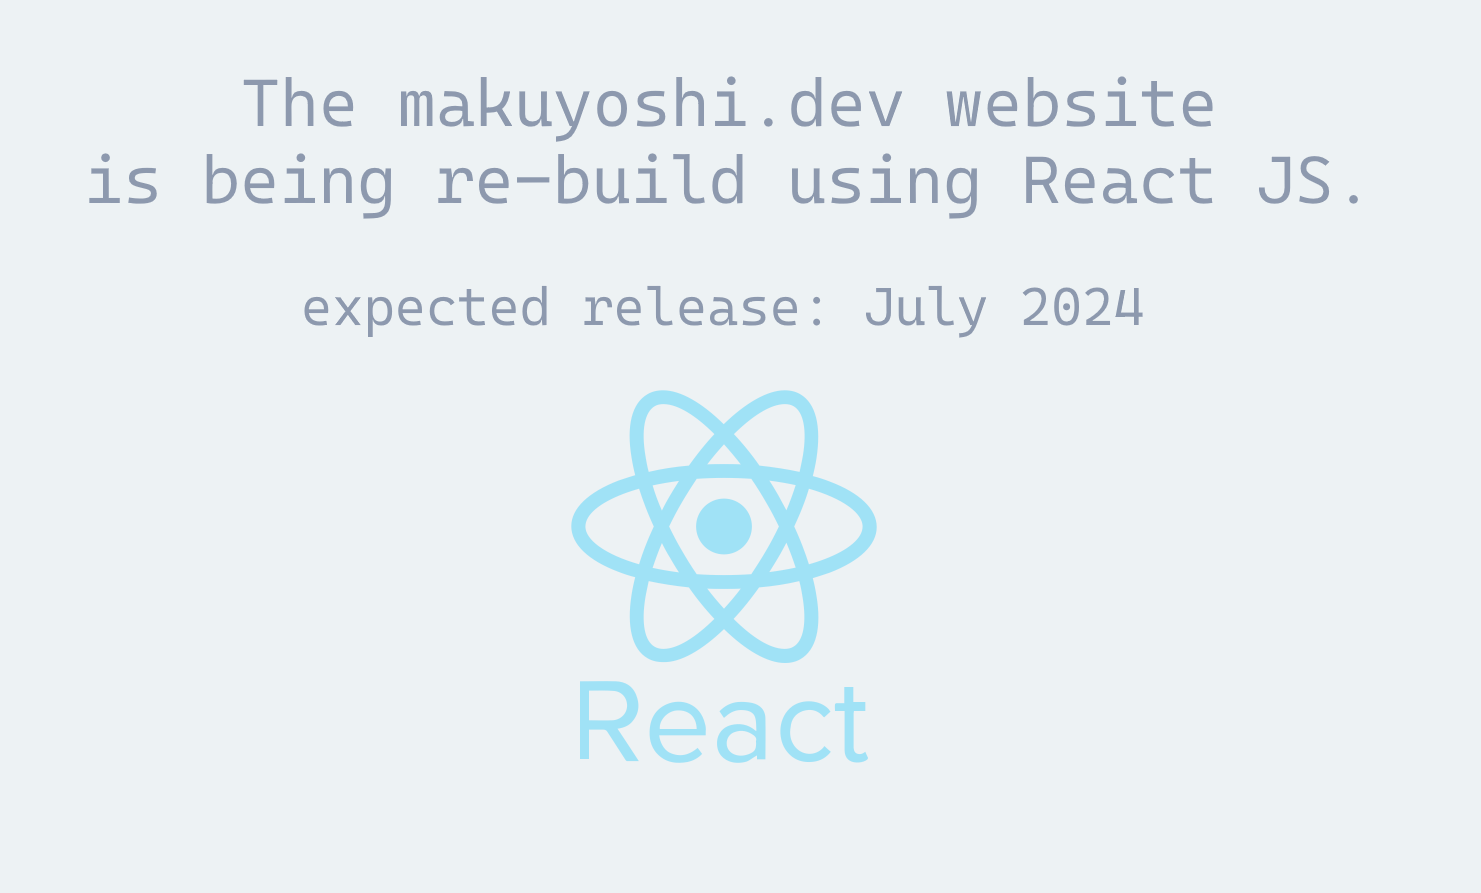 The makuyoshi.dev website
is being re-build using React JS.
expected release: July 2024
React